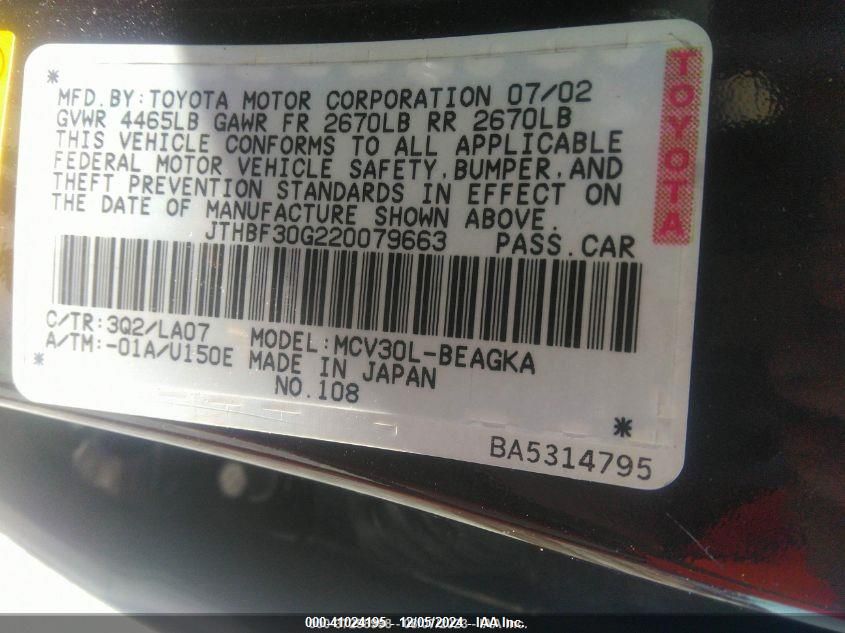 MFD. BY: TOYOTA MOTOR CORPORATION 07/02
GVWR 4465LB GAWR FR 2670LB RR 2670LB
THIS VEHICLE CONFORMS TO ALL APPLICABLE
FEDERAL MOTOR VEHICLE SAFETY, BUMPER, AND
THEFT PREVENTION STANDARDS IN EFFECT ON
THE DATE OF MANUFACTURE SHOWN ABOVE.
JTHBF30G220079663 PASS. CAR
C/TR: 3Q2/LA07 MODEL: MCV30L-BEAGKA
A/TM: -01A/U150E MADE IN JAPAN
NO. 108
BA5314795
TOYOTA
000-41024195 12/05/2024 IAA Inc.